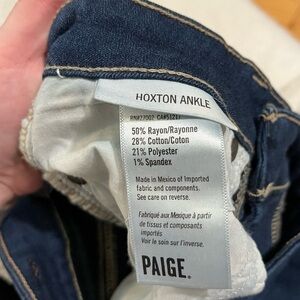 HOXTON ANKLE
50% Rayon/Rayonne
28% Cotton/Coton
21% Polyester
1% Spandex
Made in Mexico of Imported
fabric and components.
See care on reverse.
Fabriqué aux Mexique à partir
de tissus et composants
importés
Voir le soin sur l'inverse.
PAIGE.